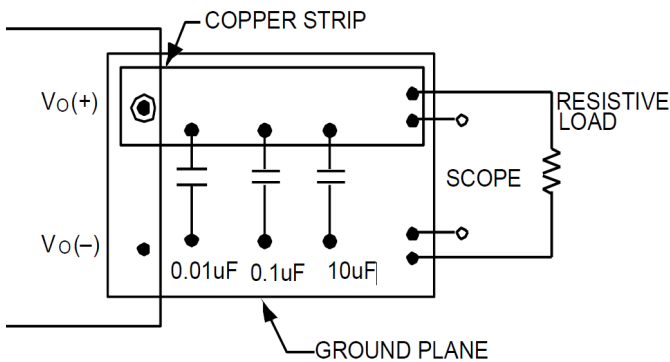 COPPER STRIP
VO(+)
RESISTIVE
LOAD
SCOPE
VO(–)
0.01uF 0.1uF 10uF
GROUND PLANE